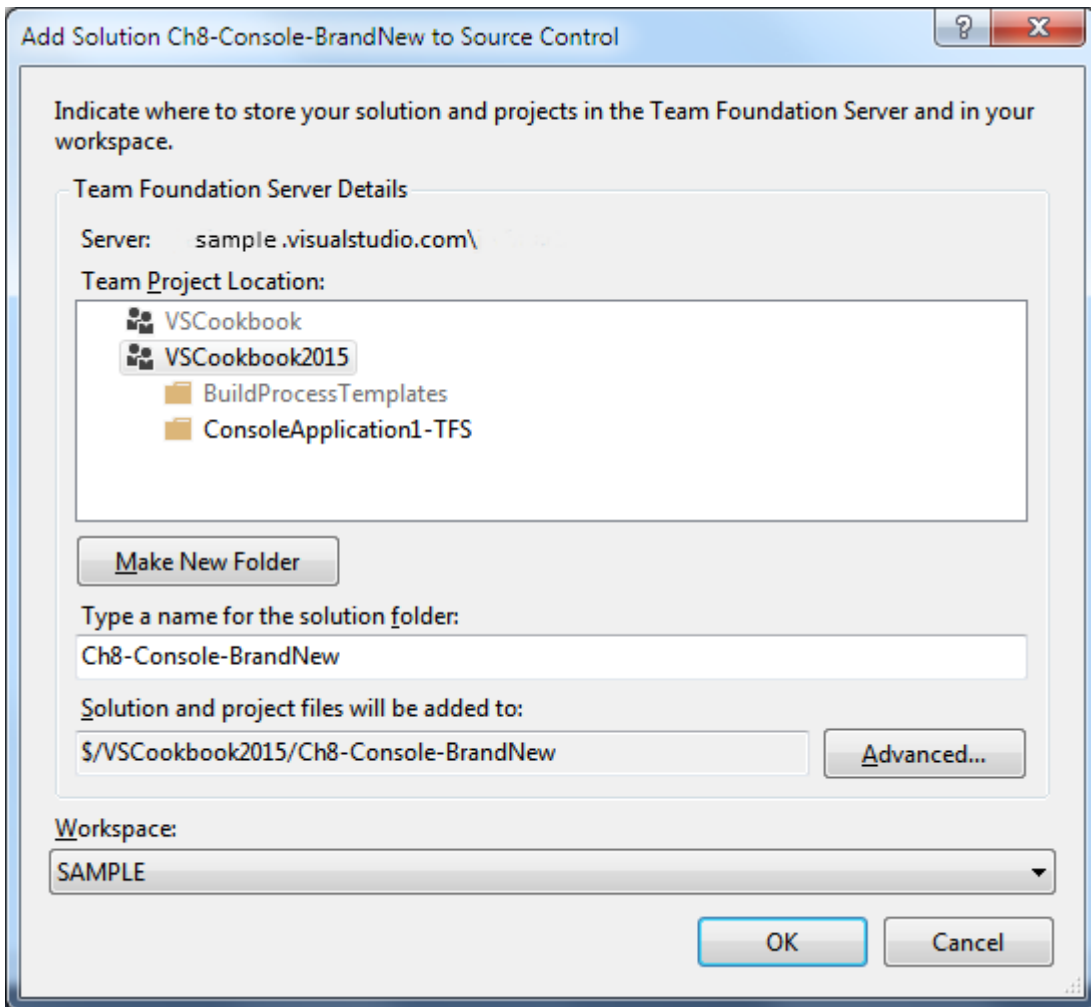 Add Solution Ch8-Console-BrandNew to Source Control
?
Indicate where to store your solution and projects in the Team Foundation Server and in your
workspace.
Team Foundation Server Details
Server: sample .visualstudio.com\
Team Project Location:
VSCookbook
VSCookbook2015
BuildProcessTemplates
ConsoleApplication1-TFS
Make New Folder
Type a name for the solution folder:
Ch8-Console-BrandNew
Solution and project files will be added to:
$/VSCookbook2015/Ch8-Console-BrandNew
Advanced...
Workspace:
SAMPLE
OK Cancel